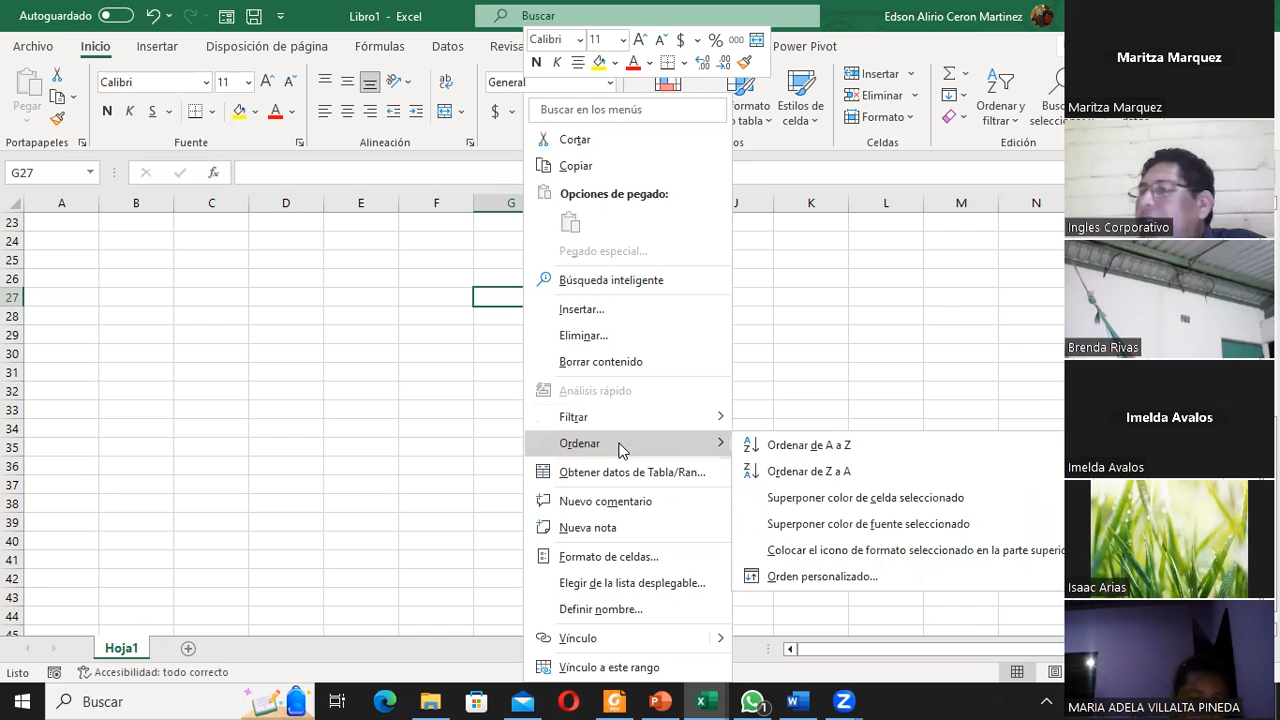 Autoguardado
Libro1 - Excel
Buscar
Edson Alirio Ceron Martinez
Archivo Inicio Insertar Disposición de página Fórmulas Datos Revisa Power Pivot
Calibri 11 $ % 000
N K
Pegar
Calibri 11
N K S
General
$
formato
o tabla
Estilos de
celda
Insertar
Eliminar
Formato
Ordenar y
filtrar
Busc
selecci
Portapapeles Fuente Alineación Celdas Edición
G27
fx
A B C D E F G J K L M N
23
24
25
26
27
28
29
30
31
32
33
34
35
36
37
38
39
40
41
42
43
44
45
Buscar en los menús
Cortar
Copiar
Opciones de pegado:
Pegado especial...
Búsqueda inteligente
Insertar...
Eliminar...
Borrar contenido
Análisis rápido
Filtrar
Ordenar
Obtener datos de Tabla/Ran...
Nuevo comentario
Nueva nota
Formato de celdas...
Elegir de la lista desplegable...
Definir nombre...
Vínculo
Vínculo a este rango
Ordenar de A a Z
Ordenar de Z a A
Superponer color de celda seleccionado
Superponer color de fuente seleccionado
Colocar el icono de formato seleccionado en la parte superio
Orden personalizado...
Hoja1
Listo
Accesibilidad: todo correcto
Buscar
Maritza Marquez
Maritza Marquez
Ingles Corporativo
Brenda Rivas
Imelda Avalos
Imelda Avalos
Isaac Arias
MARIA ADELA VILLALTA PINEDA